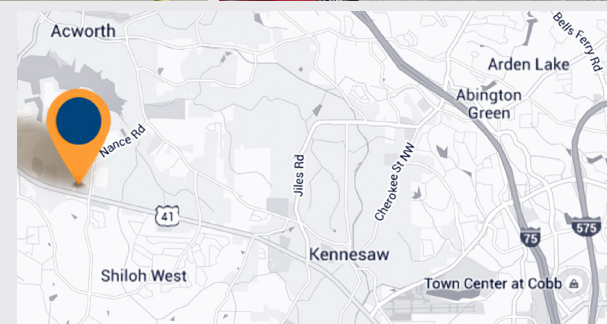 Acworth
Bells Ferry Rd
Arden Lake
Abington
Green
Nance Rd
Jiles Rd
Cherokee St NW
41
75
575
Kennesaw
Shiloh West
Town Center at Cobb